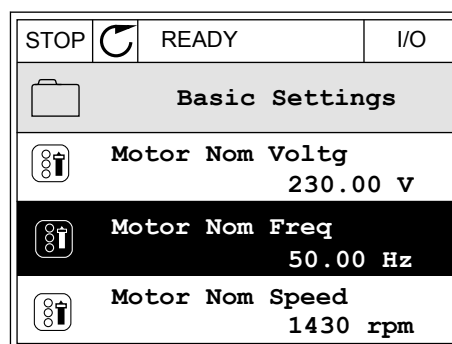 STOP READY I/O
Basic Settings
Motor Nom Voltg
230.00 V
Motor Nom Freq
50.00 Hz
Motor Nom Speed
1430 rpm